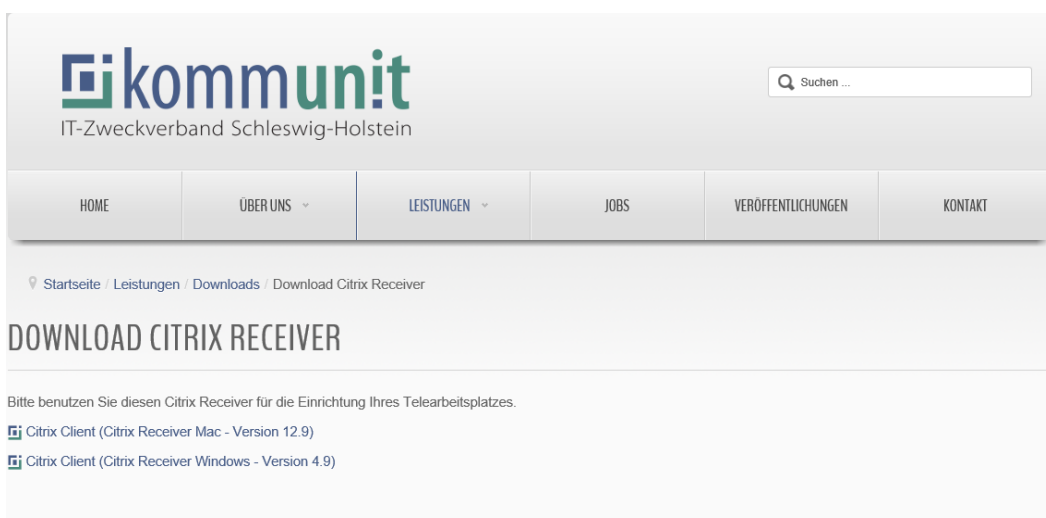 kommunit
IT-Zweckverband Schleswig-Holstein
Suchen ...
HOME
ÜBER UNS
LEISTUNGEN
JOBS
VERÖFFENTLICHUNGEN
KONTAKT
Startseite / Leistungen / Downloads / Download Citrix Receiver
DOWNLOAD CITRIX RECEIVER
Bitte benutzen Sie diesen Citrix Receiver für die Einrichtung Ihres Telearbeitsplatzes.
Citrix Client (Citrix Receiver Mac - Version 12.9)
Citrix Client (Citrix Receiver Windows - Version 4.9)